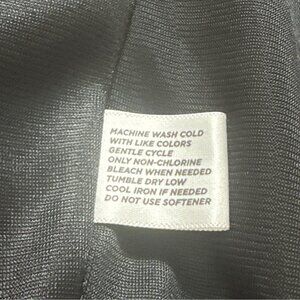 MACHINE WASH COLD
WITH LIKE COLORS
GENTLE CYCLE
ONLY NON-CHLORINE
BLEACH WHEN NEEDED
TUMBLE DRY LOW
COOL IRON IF NEEDED
DO NOT USE SOFTENER